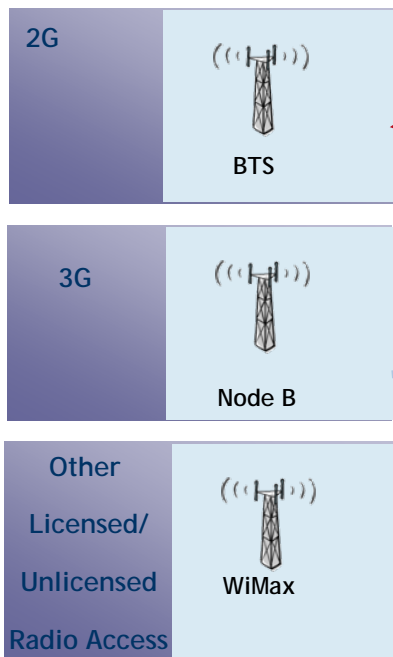 2G
BTS
3G
Node B
Other
Licensed/
Unlicensed
Radio Access
WiMax